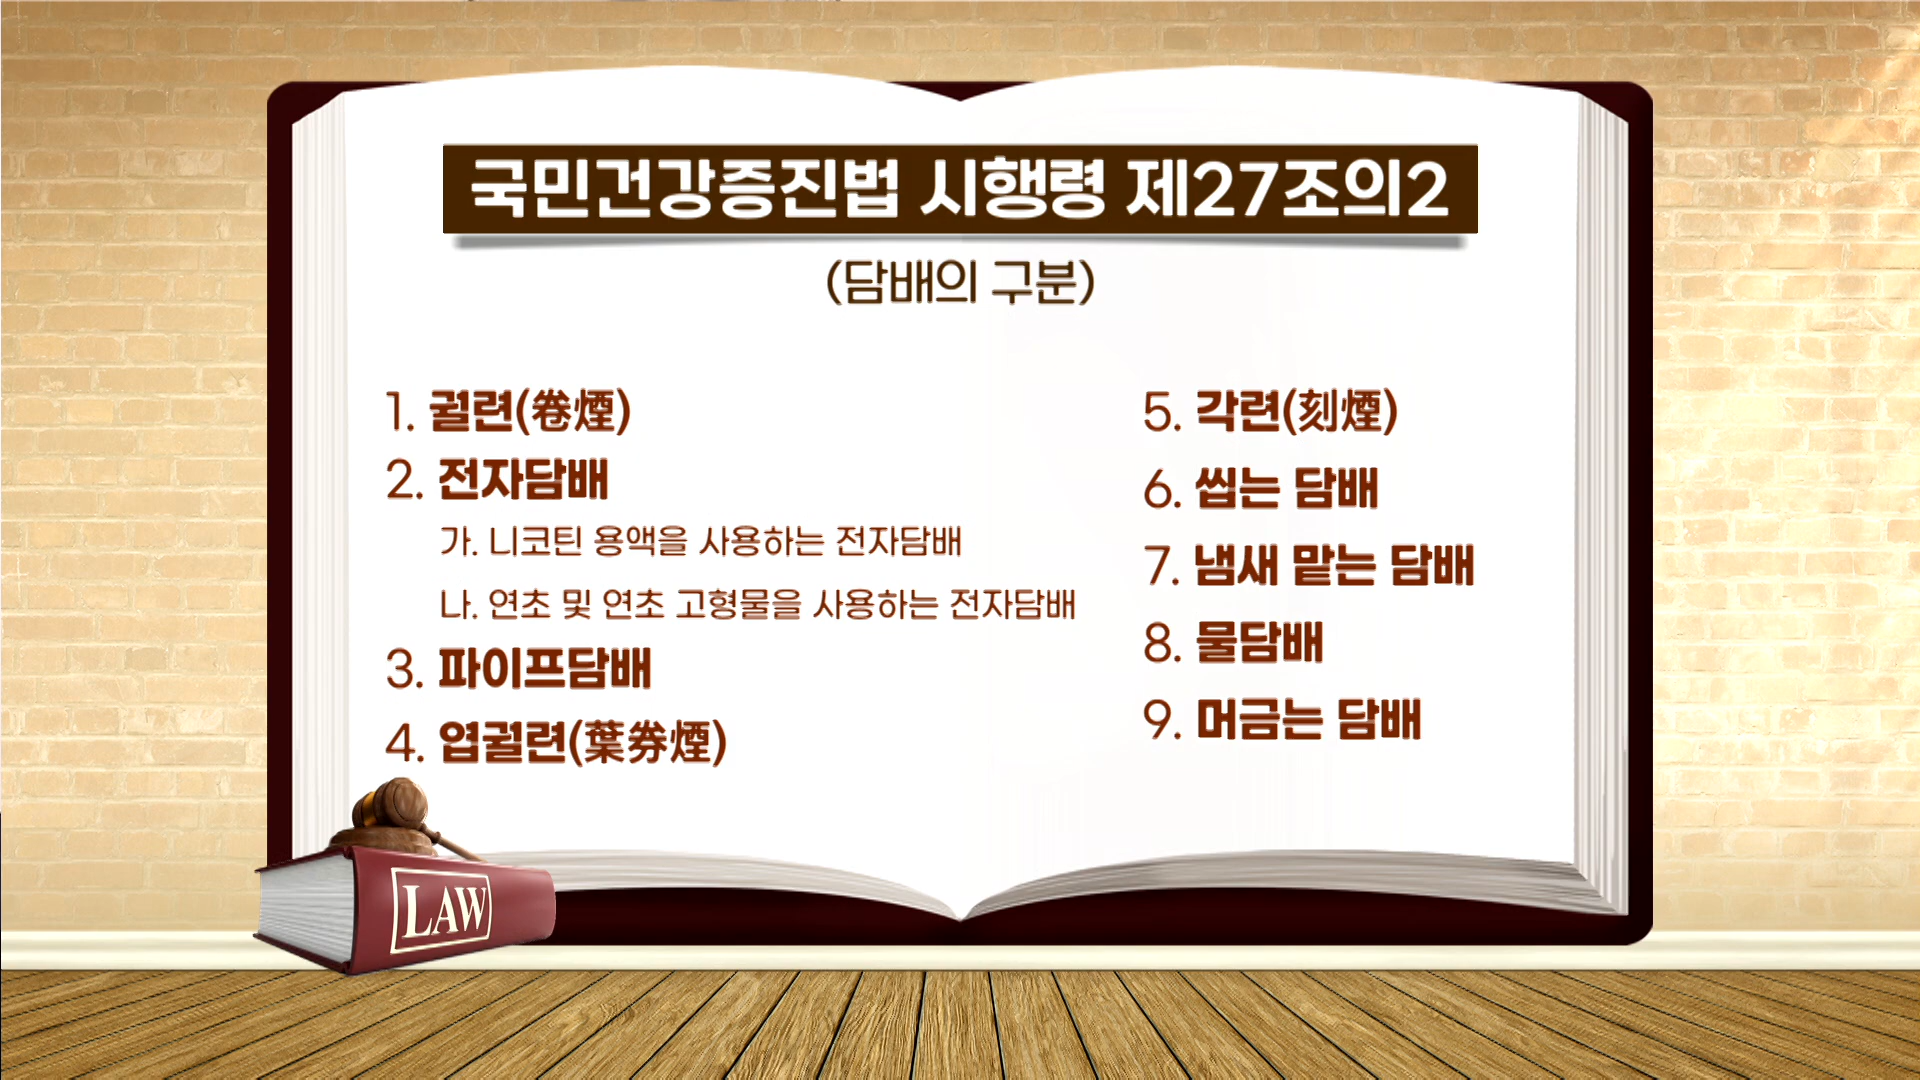 국민건강증진법 시행령 제27조의2
(담배의 구분)
1. 궐련(卷煙)
2. 전자담배
가. 니코틴 용액을 사용하는 전자담배
나. 연초 및 연초 고형물을 사용하는 전자담배
3. 파이프담배
4. 엽궐련(葉券煙)
5. 각련(刻煙)
6. 씹는 담배
7. 냄새 맡는 담배
8. 물담배
9. 머금는 담배
LAW